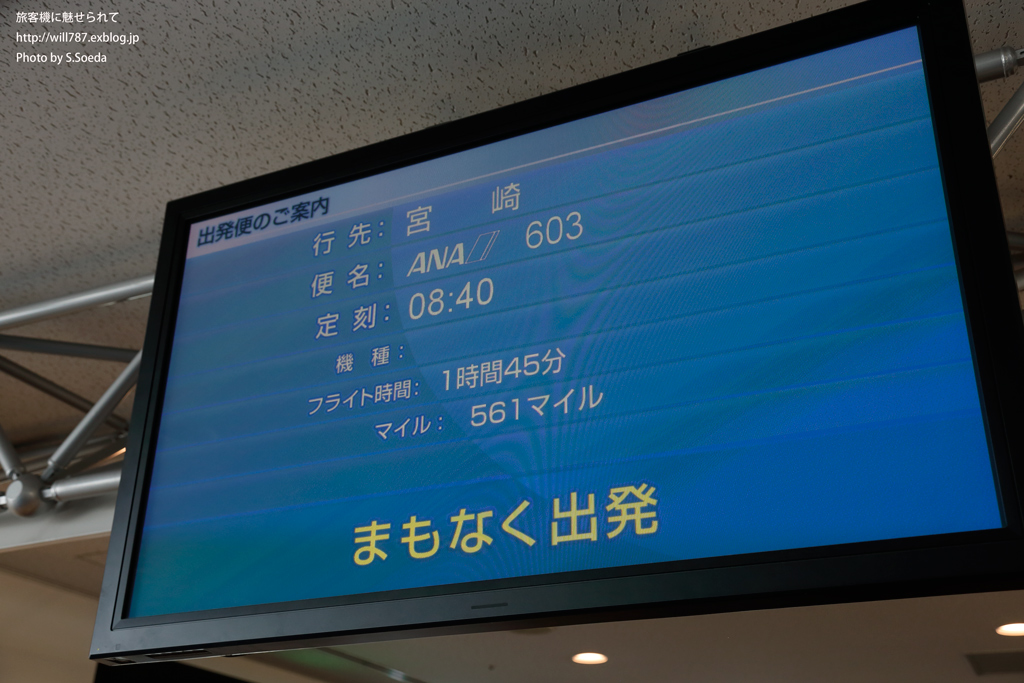 旅客機に魅せられて
http://will787.exblog.jp
Photo by S.Soeda
出発便のご案内
行先: 宮崎
便名: ANA 603
定刻: 08:40
機種:
フライト時間: 1時間45分
マイル: 561マイル
まもなく出発